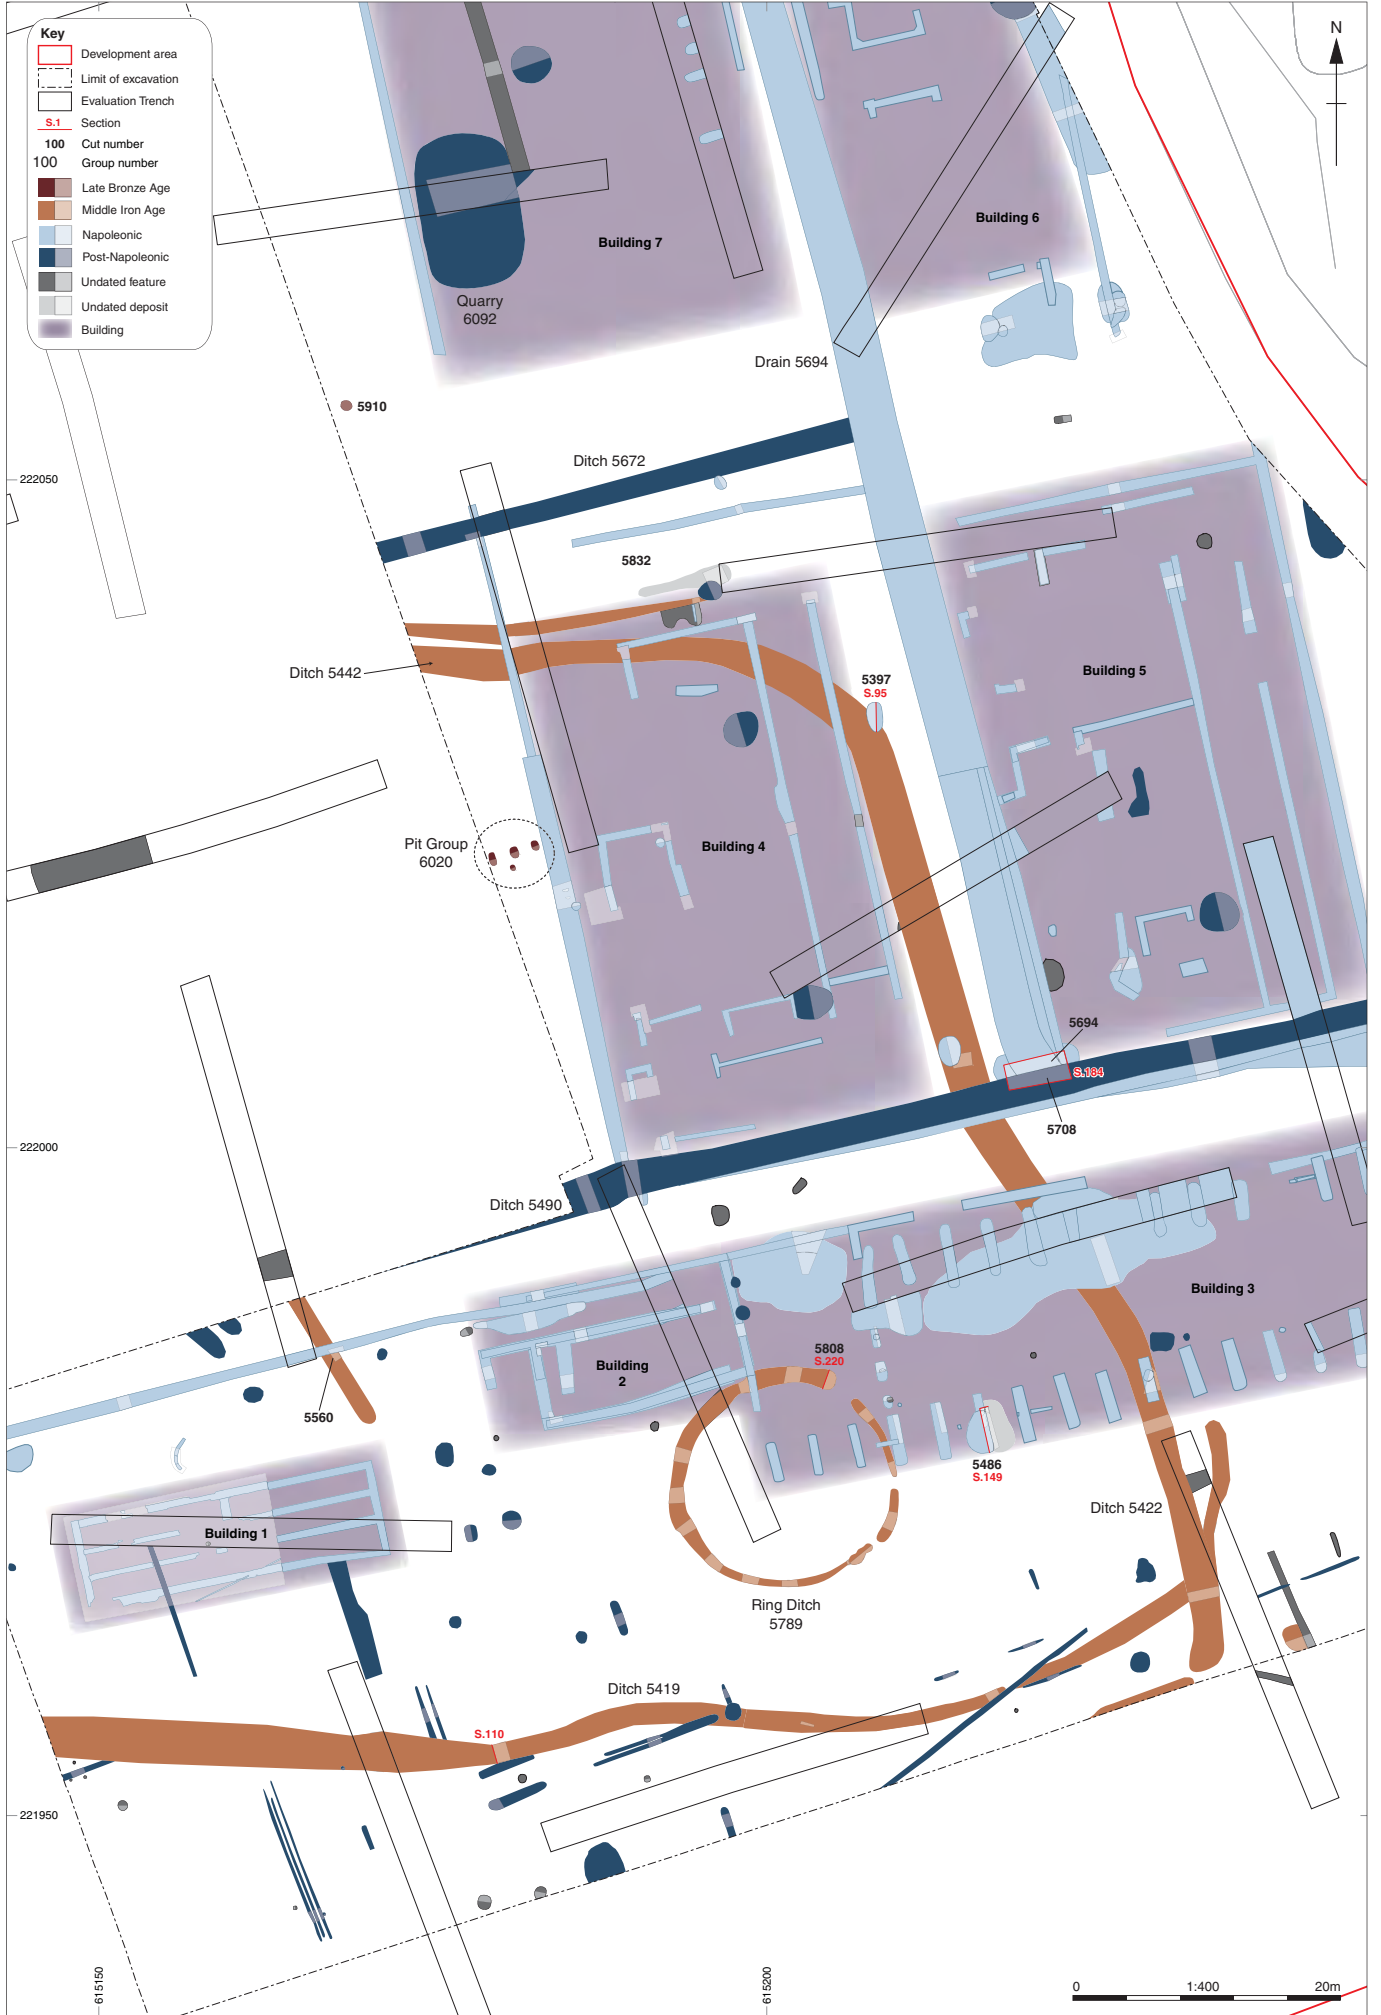 Key
Development area
Limit of excavation
Evaluation Trench
S.1 Section
100 Cut number
100 Group number
Late Bronze Age
Middle Iron Age
Napoleonic
Post-Napoleonic
Undated feature
Undated deposit
Building
N
Building 6
Building 7
Quarry
6092
Drain 5694
5910
Ditch 5672
222050
5832
Ditch 5442
Building 5
5397
S.95
Pit Group
6020
Building 4
5694
S.184
5708
222000
Ditch 5490
Building 3
5808
S.220
Building
2
5560
5486
S.149
Ditch 5422
Building 1
Ring Ditch
5789
Ditch 5419
S.110
221950
615150
615200
0 1:400 20m